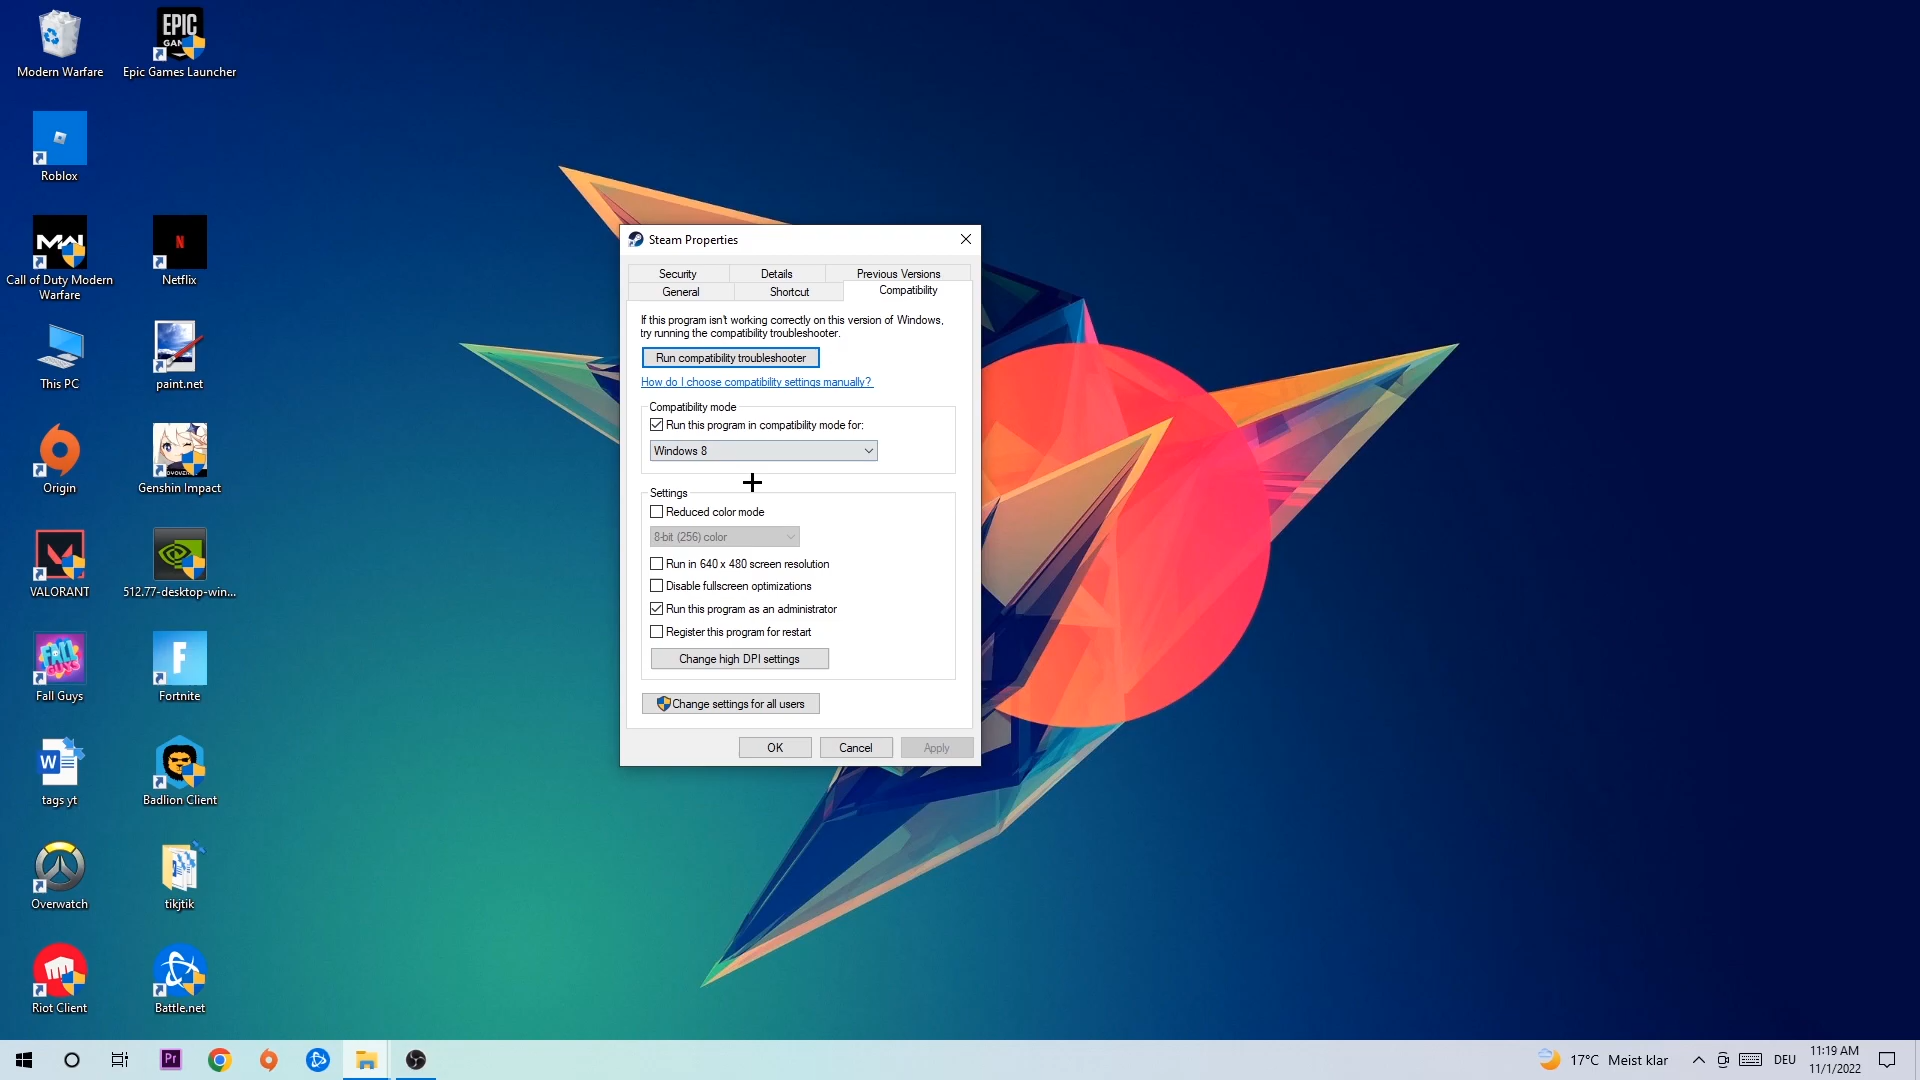 Modern Warfare
EPIC
GAMES
Epic Games Launcher
Roblox
MW
Call of Duty Modern
Warfare
N
Netflix
This PC
paint.net
Origin
Genshin Impact
VALORANT
512.77-desktop-win...
FALL
GUYS
Fall Guys
F
Fortnite
W
tags yt
Badlion Client
Overwatch
tikjtik
Riot Client
Battle.net
Steam Properties
Security
Details
Previous Versions
General
Shortcut
Compatibility
If this program isn't working correctly on this version of Windows,
try running the compatibility troubleshooter.
Run compatibility troubleshooter
How do I choose compatibility settings manually?
Compatibility mode
Run this program in compatibility mode for:
Windows 8
Settings
Reduced color mode
8-bit (256) color
Run in 640 x 480 screen resolution
Disable fullscreen optimizations
Run this program as an administrator
Register this program for restart
Change high DPI settings
Change settings for all users
OK
Cancel
Apply
Pr
17°C Meist klar
DEU
11:19 AM
11/1/2022